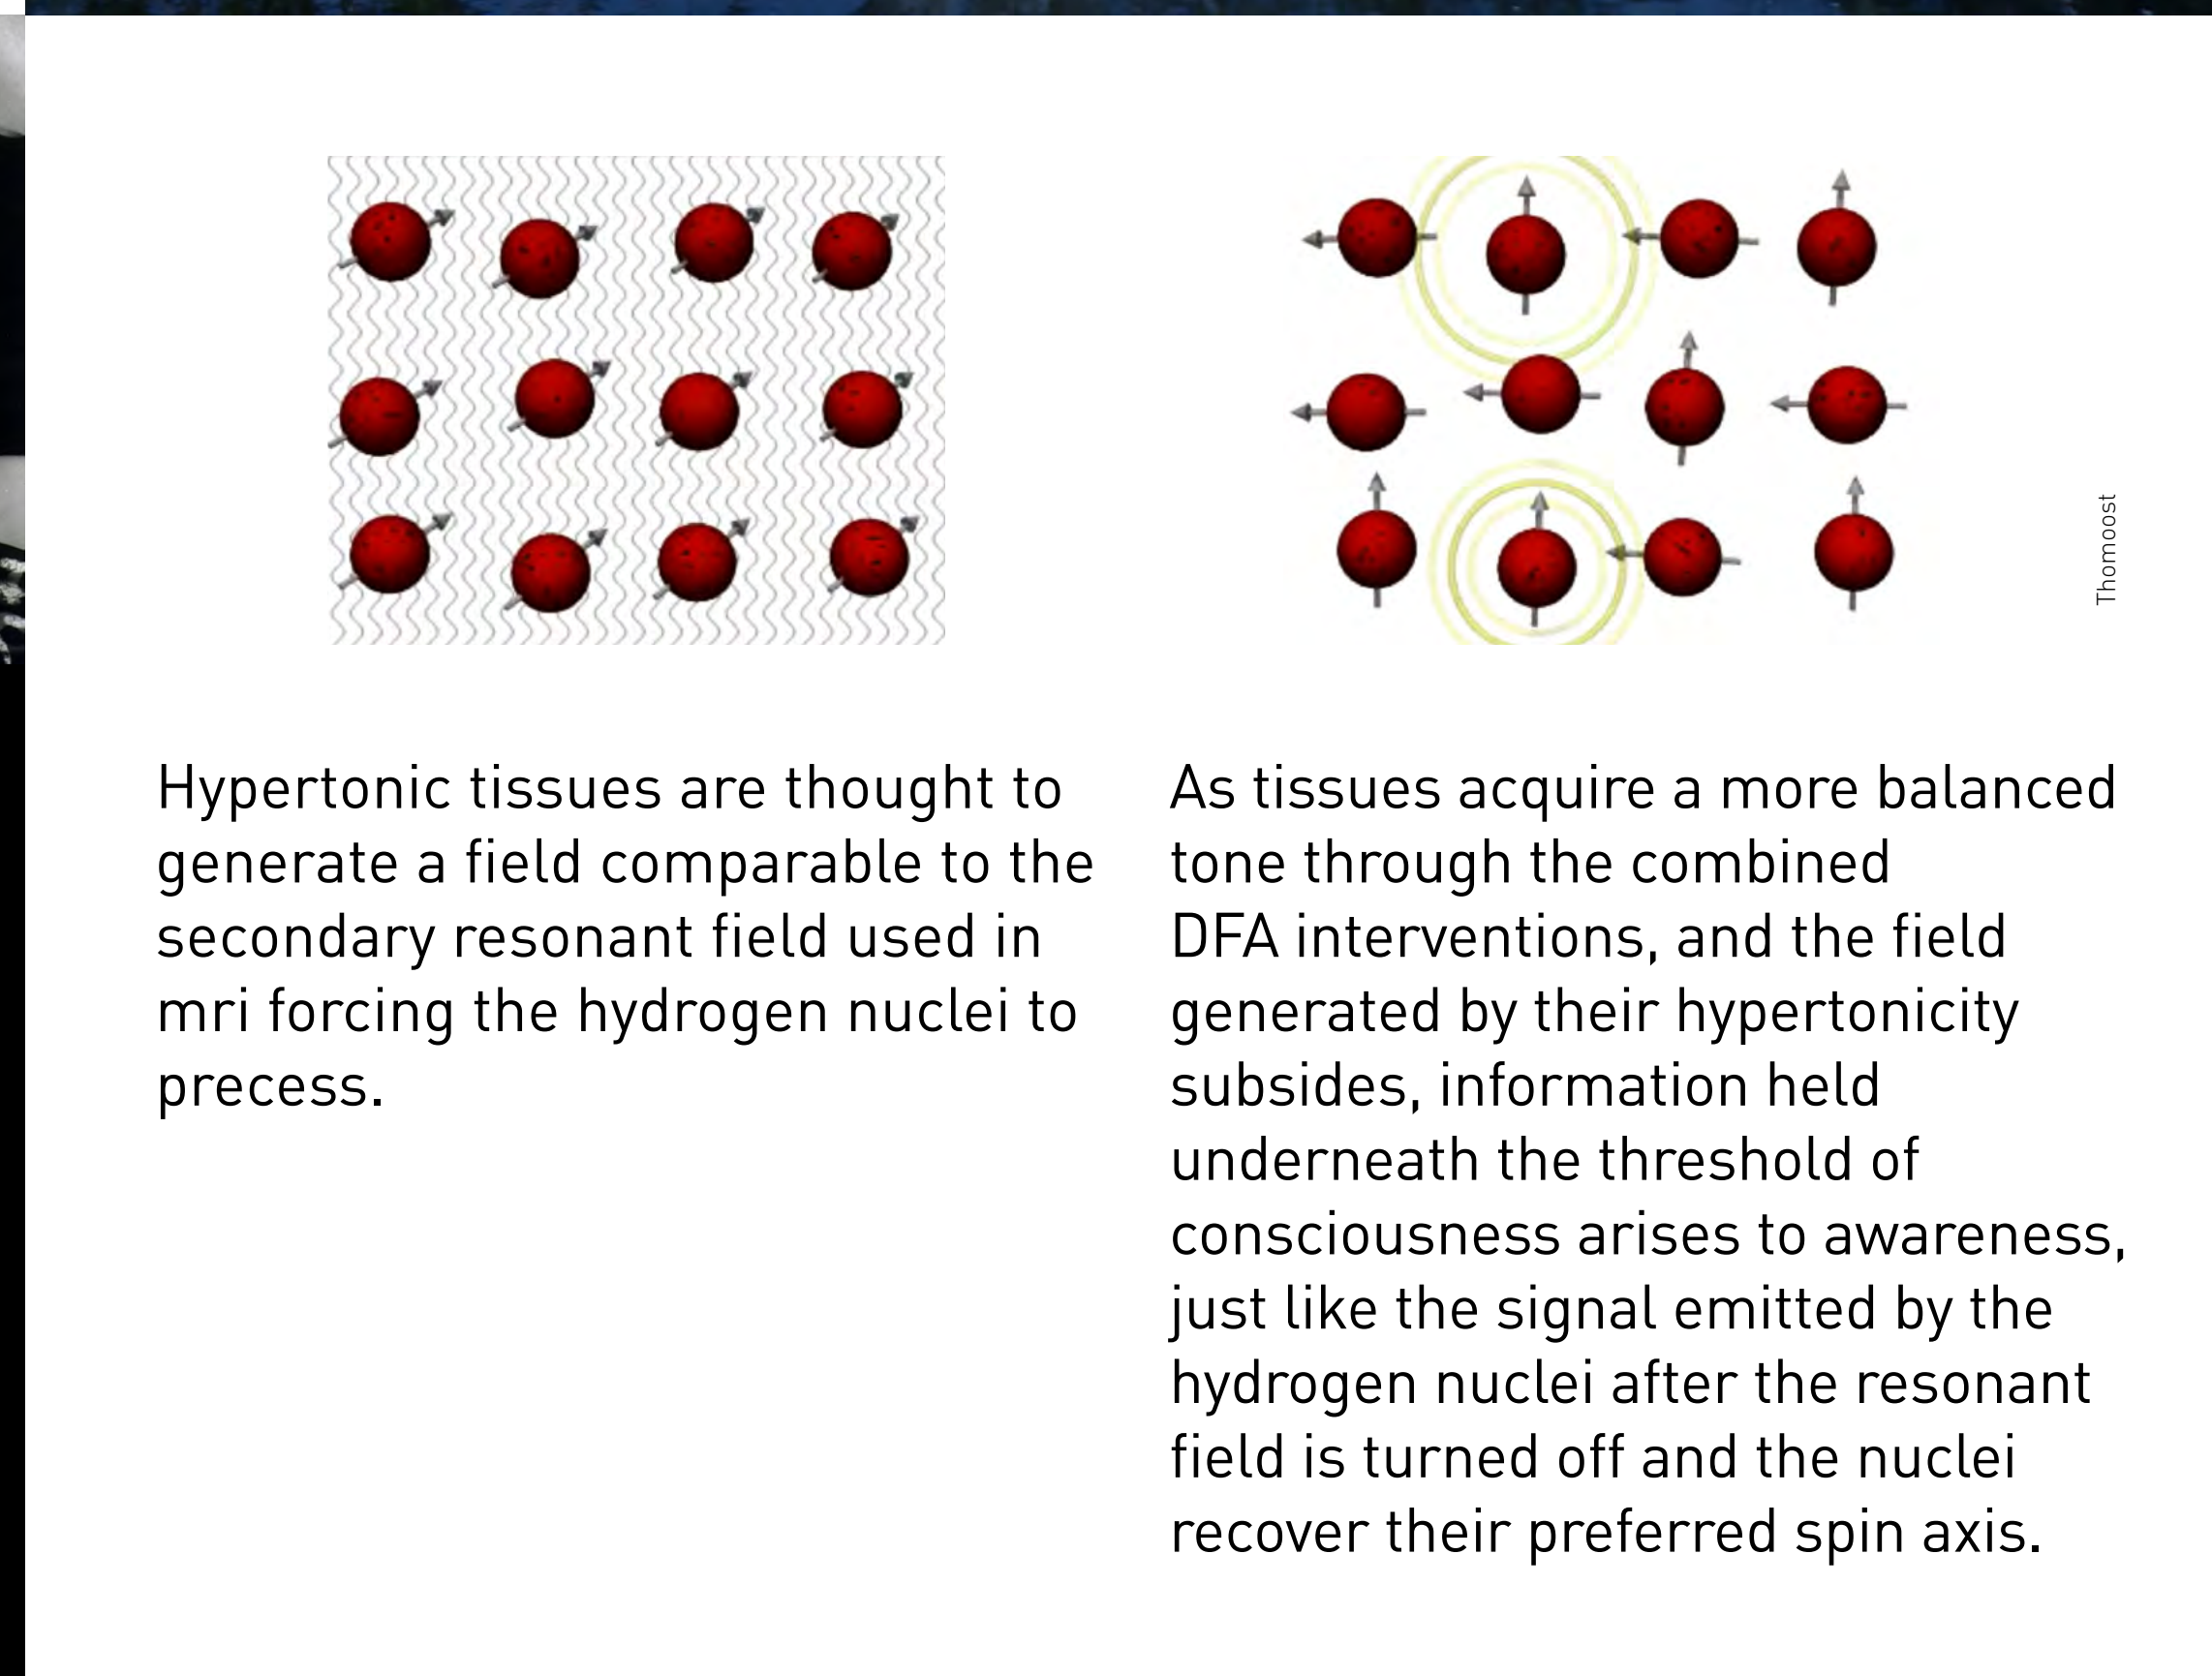 Thomoost
Hypertonic tissues are thought to
generate a field comparable to the
secondary resonant field used in
mri forcing the hydrogen nuclei to
precess.
As tissues acquire a more balanced
tone through the combined
DFA interventions, and the field
generated by their hypertonicity
subsides, information held
underneath the threshold of
consciousness arises to awareness,
just like the signal emitted by the
hydrogen nuclei after the resonant
field is turned off and the nuclei
recover their preferred spin axis.